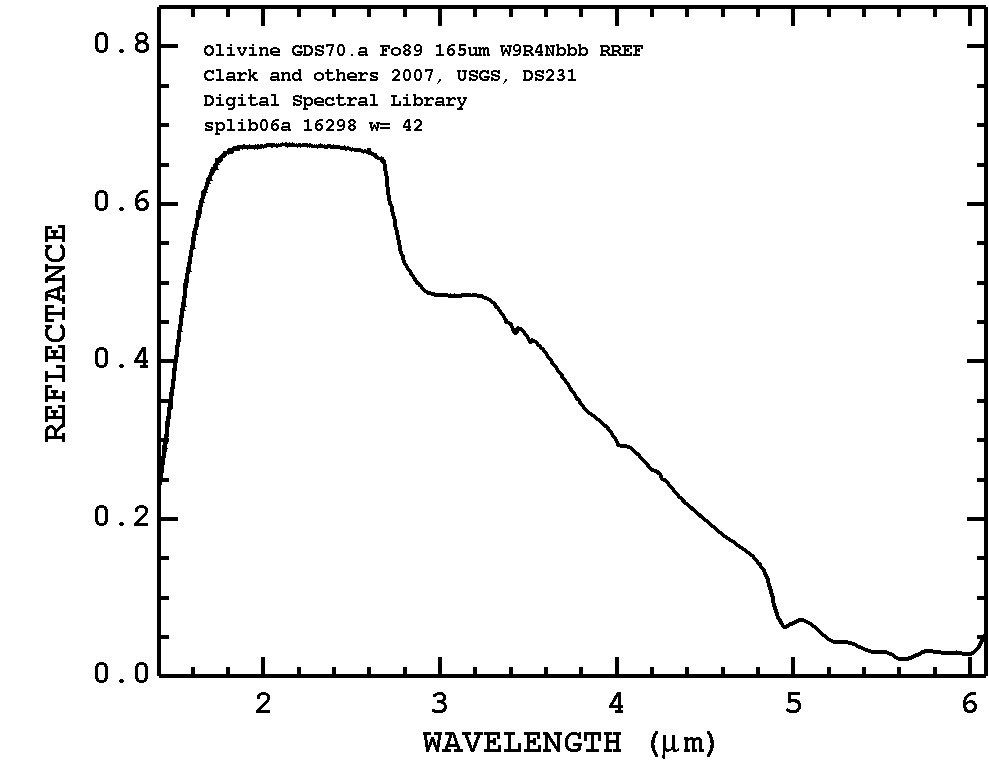 0.8
Olivine GDS70.a Fo89 165um W9R4Nbbb RREF
Clark and others 2007, USGS, DS231
Digital Spectral Library
splib06a 16298 w= 42
0.6
REFLECTANCE
0.4
0.2
0.0
2 3 4 5 6
WAVELENGTH (μm)